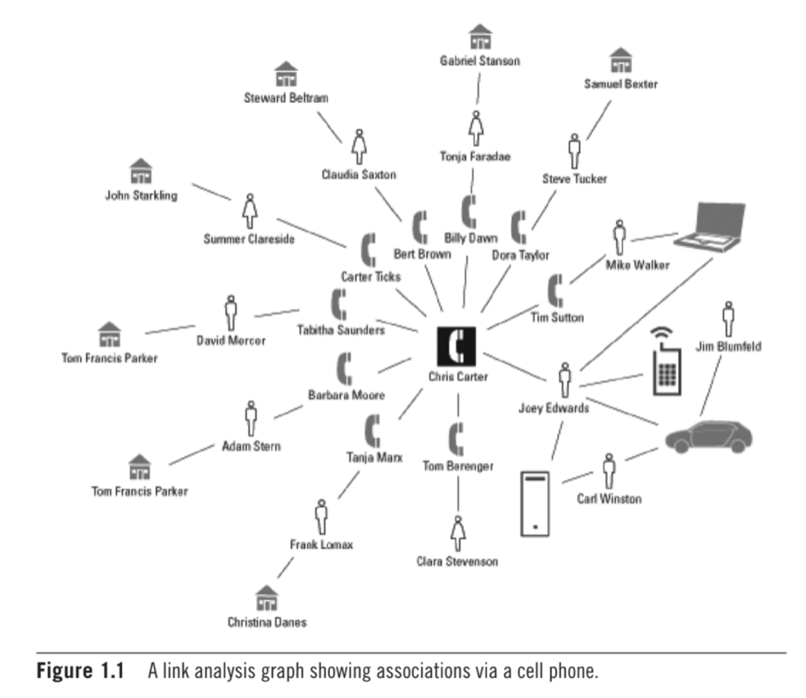 Gabriel Stanson
Samuel Bexter
Steward Beltram
Tonja Faradae
Claudia Saxton
Steve Tucker
John Starkling
Summer Clareside
Billy Dawn
Bert Brown
Dora Taylor
Mike Walker
Carter Ticks
Tim Sutton
Tabitha Saunders
David Mercer
Jim Blumfeld
Tom Francis Parker
Chris Carter
Barbara Moore
Joey Edwards
Adam Stern
Tanja Marx
Tom Berenger
Tom Francis Parker
Carl Winston
Frank Lomax
Clara Stevenson
Christina Danes
Figure 1.1 A link analysis graph showing associations via a cell phone.